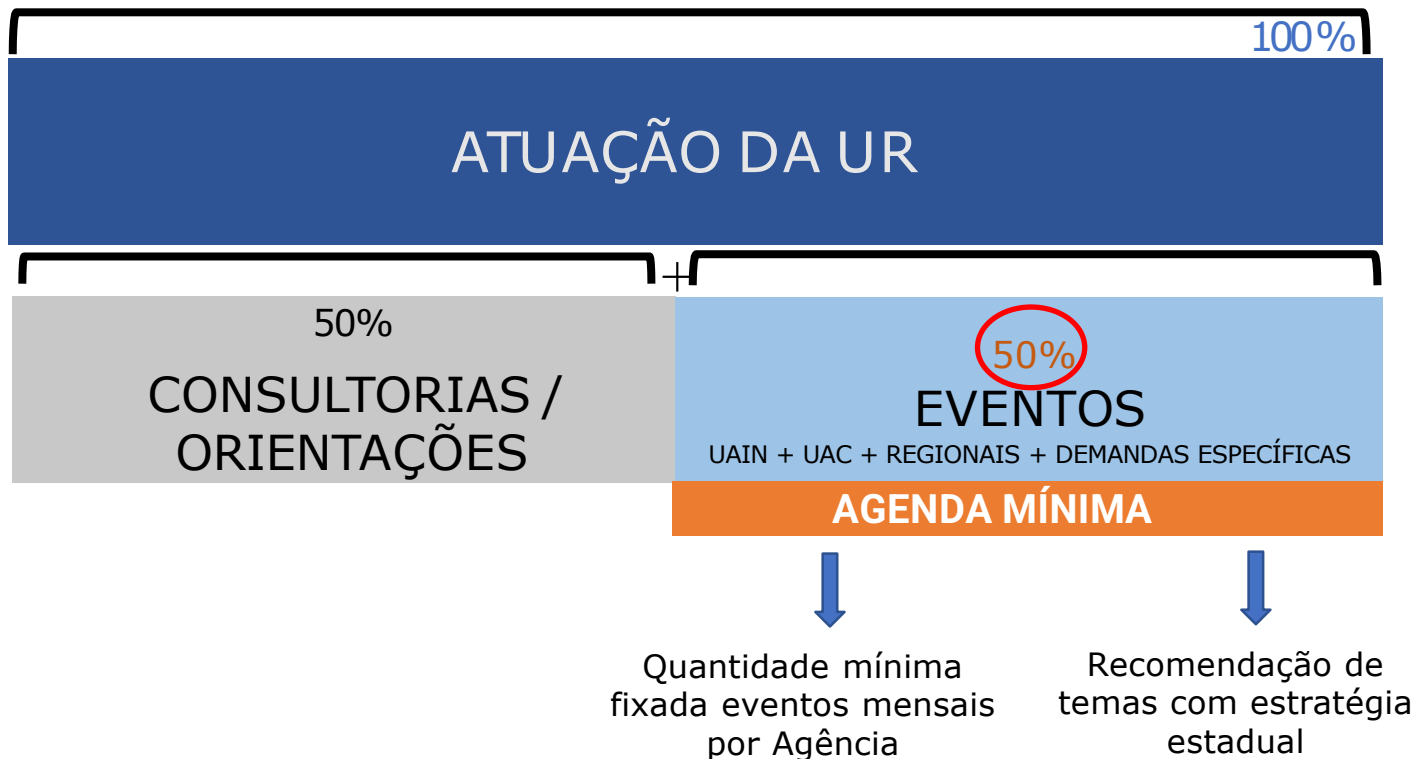 100%
ATUAÇÃO DA UR
+
50%
CONSULTORIAS /
ORIENTAÇÕES
50%
EVENTOS
UAIN + UAC + REGIONAIS + DEMANDAS ESPECÍFICAS
AGENDA MÍNIMA
Quantidade mínima
fixada eventos mensais
por Agência
Recomendação de
temas com estratégia
estadual